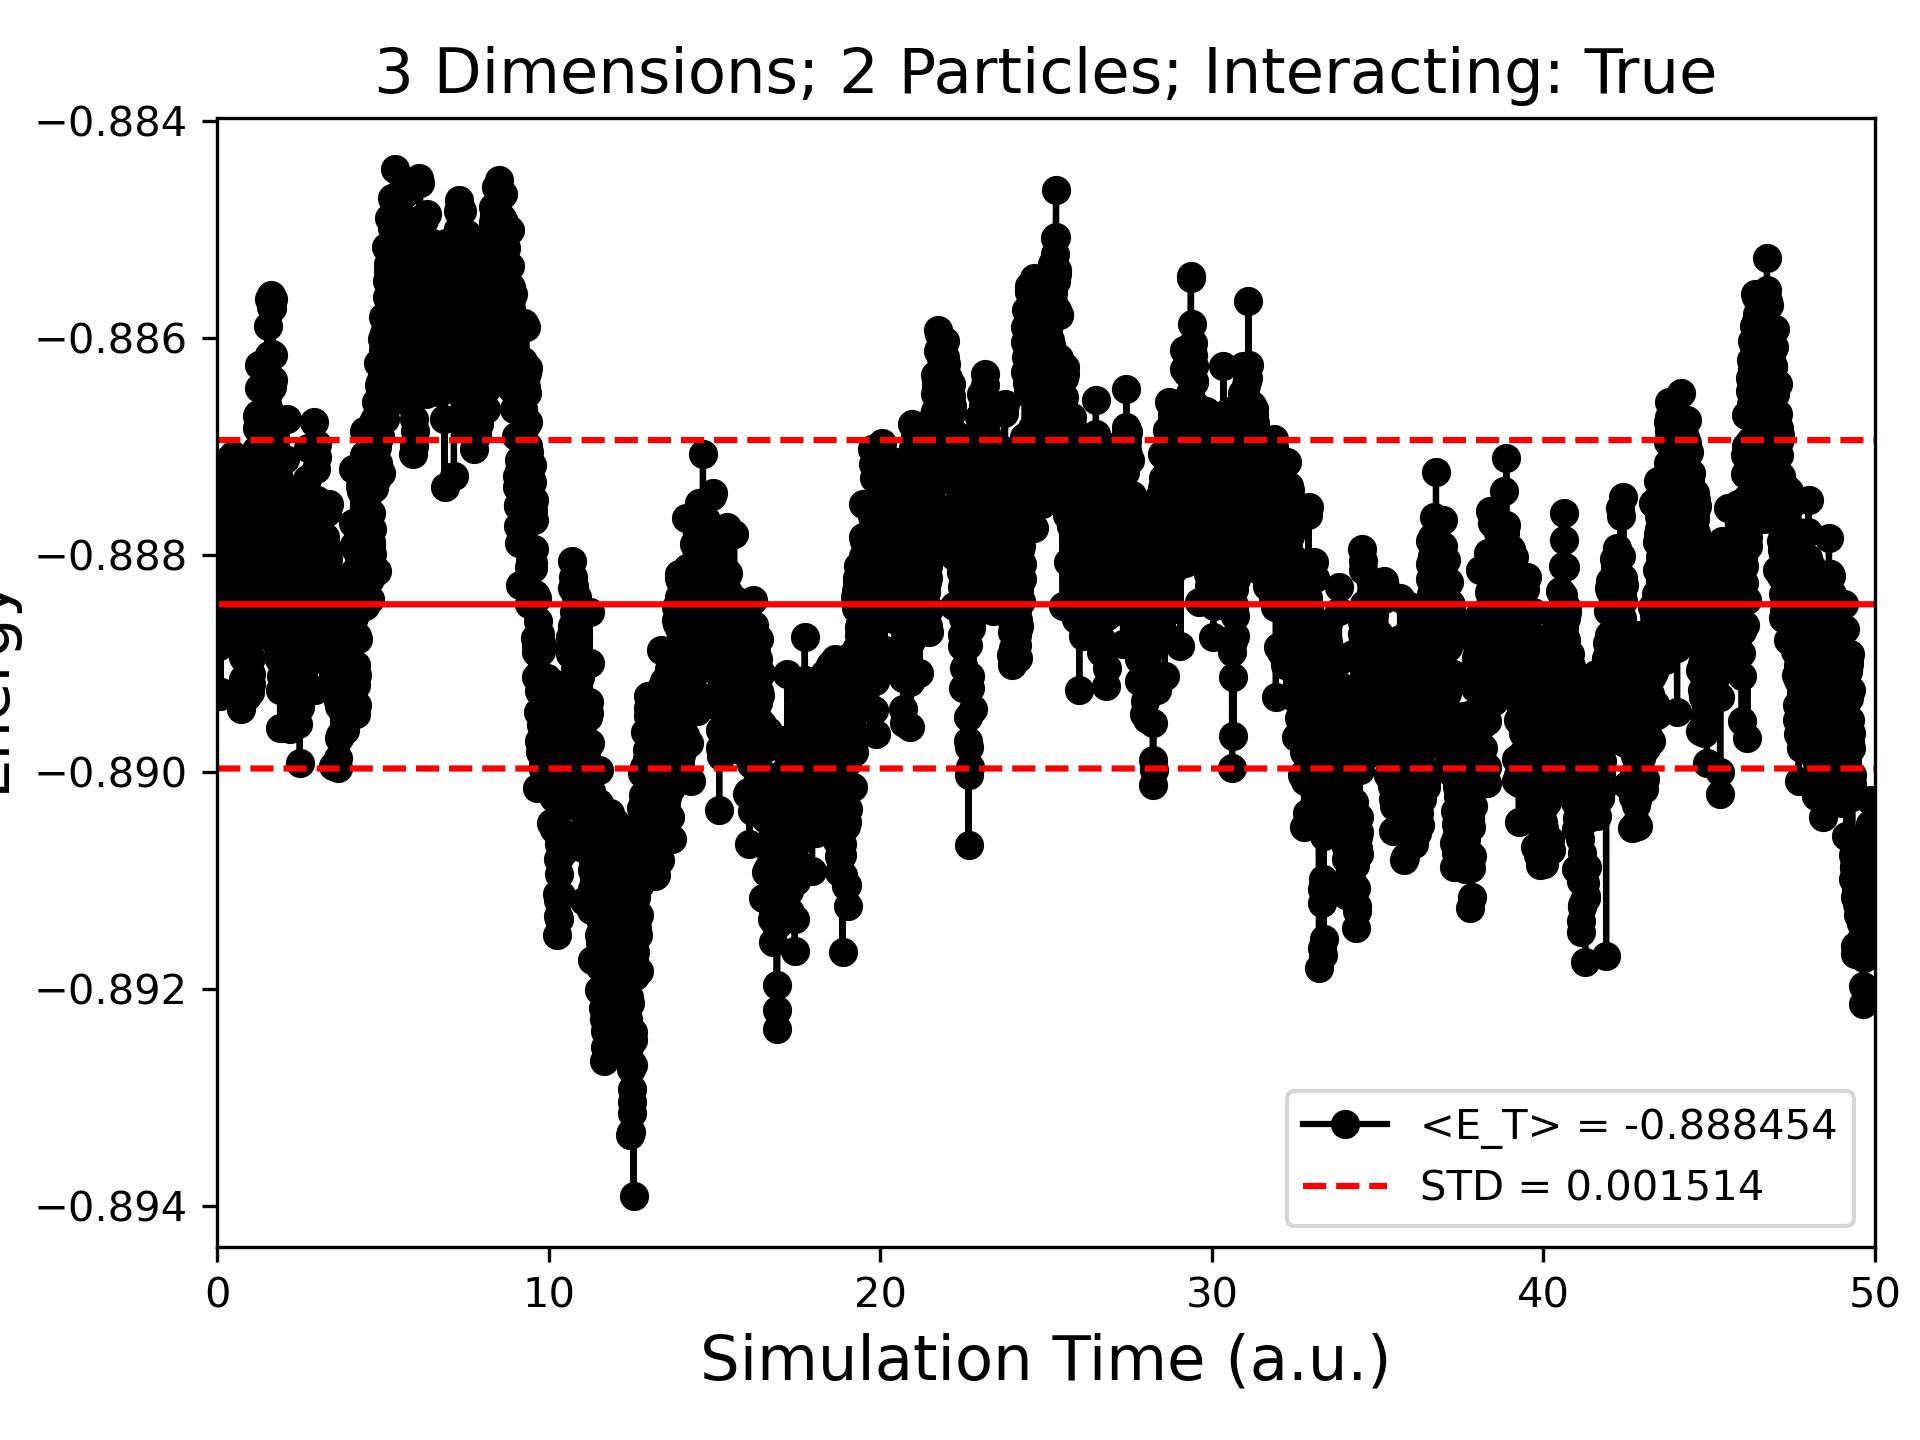 3 Dimensions; 2 Particles; Interacting: True
−0.884
−0.886
−0.888
−0.890
−0.892
−0.894
Energy
<E_T> = -0.888454
STD = 0.001514
0 10 20 30 40 50
Simulation Time (a.u.)